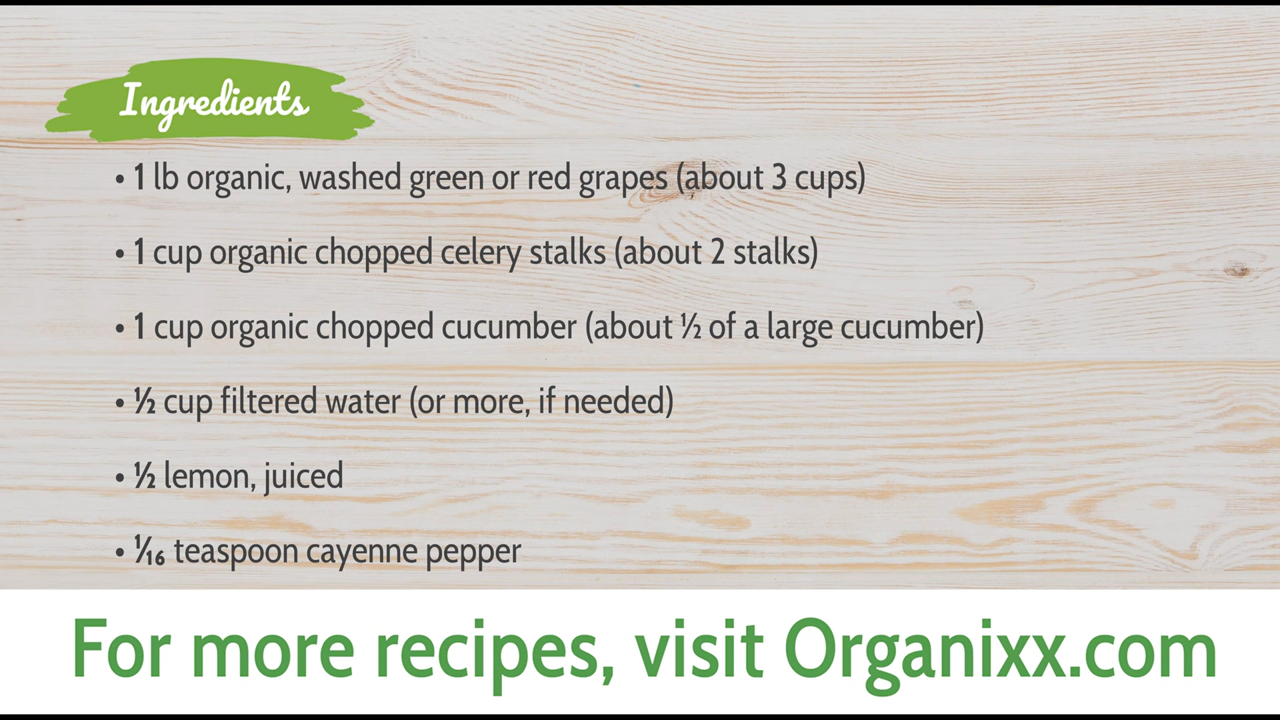 Ingredients
• 1 lb organic, washed green or red grapes (about 3 cups)
• 1 cup organic chopped celery stalks (about 2 stalks)
• 1 cup organic chopped cucumber (about ½ of a large cucumber)
• ½ cup filtered water (or more, if needed)
• ½ lemon, juiced
• ¹⁄₁₆ teaspoon cayenne pepper
For more recipes, visit Organixx.com